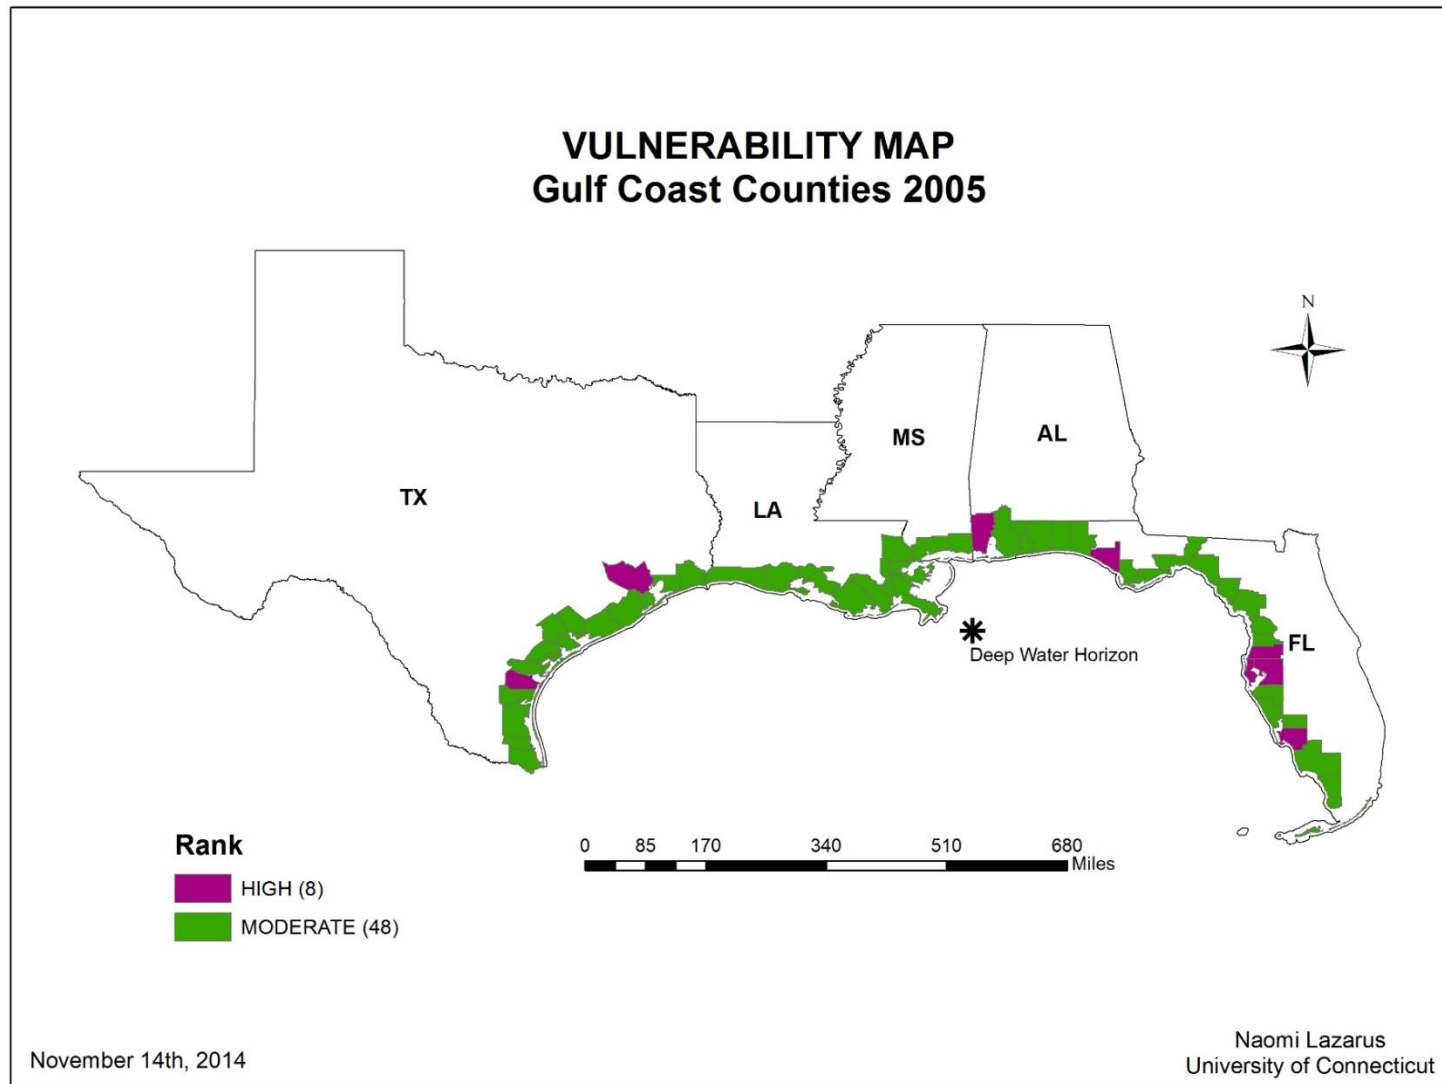 VULNERABILITY MAP
Gulf Coast Counties 2005
N
MS
AL
TX
LA
FL
Deep Water Horizon
Rank
HIGH (8)
MODERATE (48)
0 85 170 340 510 680
Miles
November 14th, 2014
Naomi Lazarus
University of Connecticut